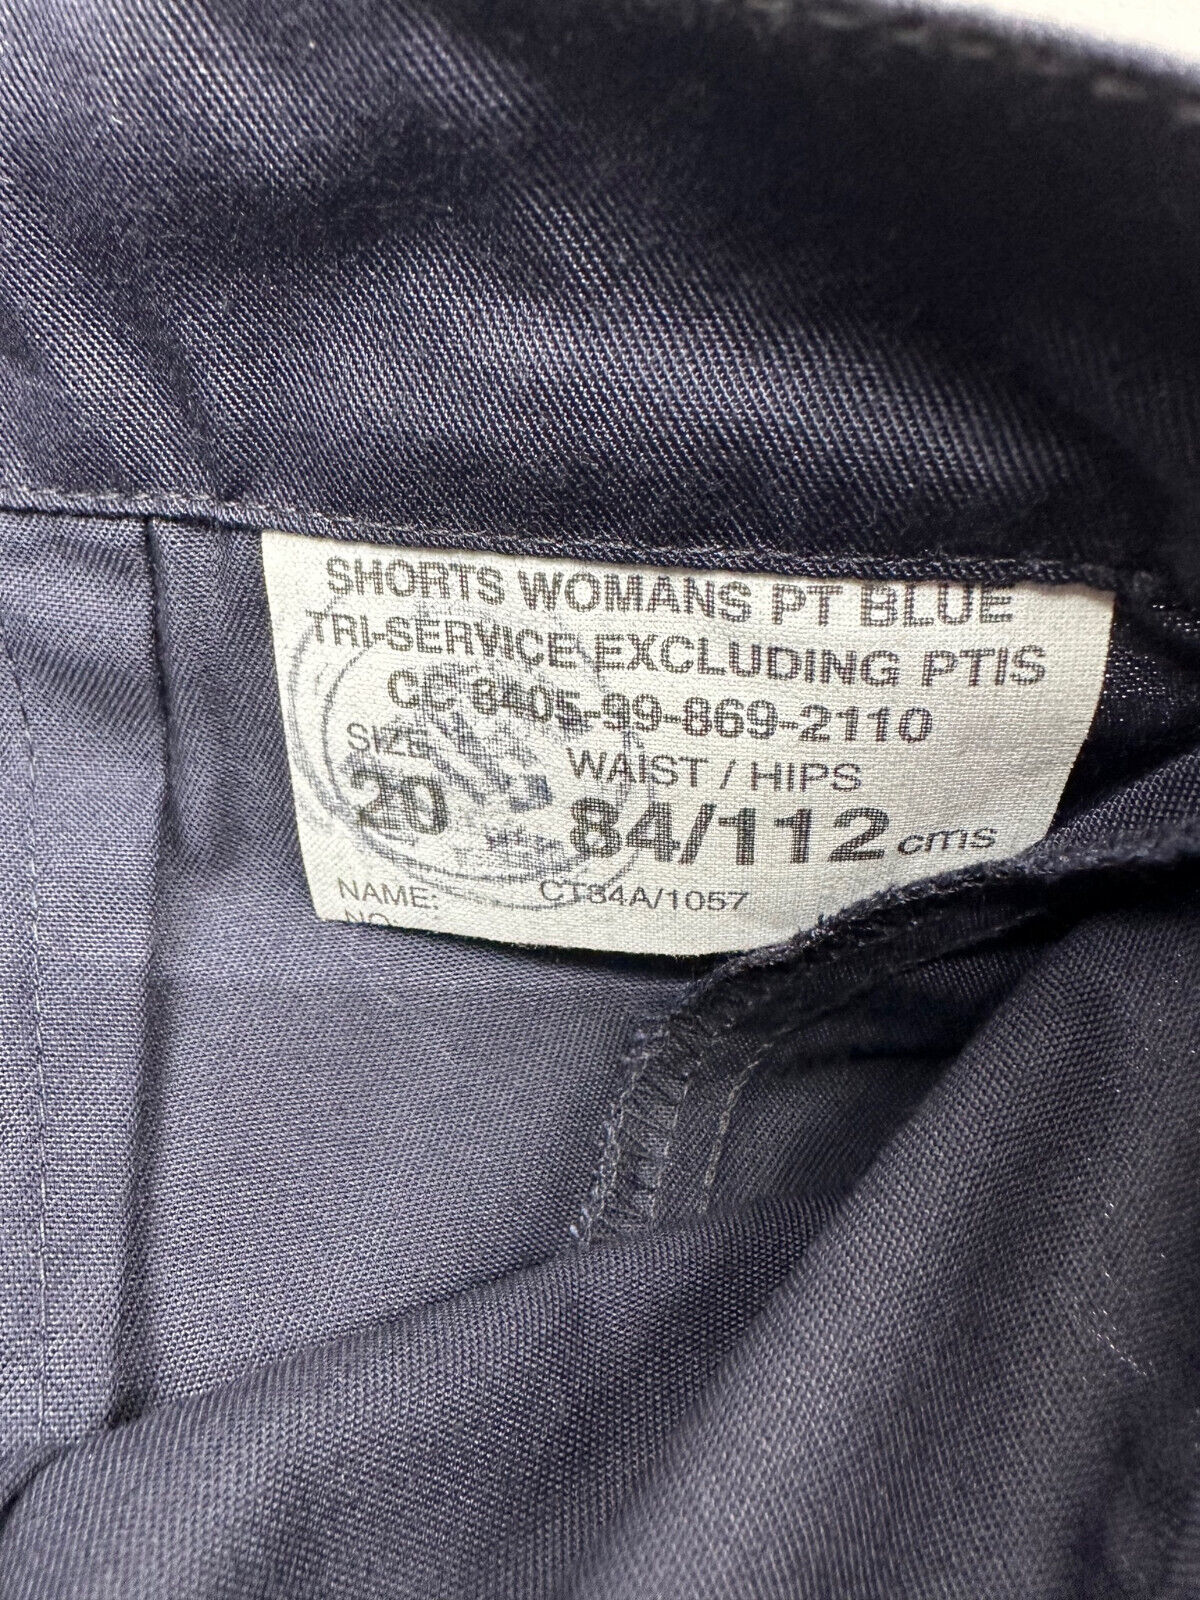 SHORTS WOMANS PT BLUE
TRI-SERVICE EXCLUDING PTIS
CC 8405-99-869-2110
SIZE WAIST / HIPS
20 84/112 cms
NAME: CT84A/1057
NO: